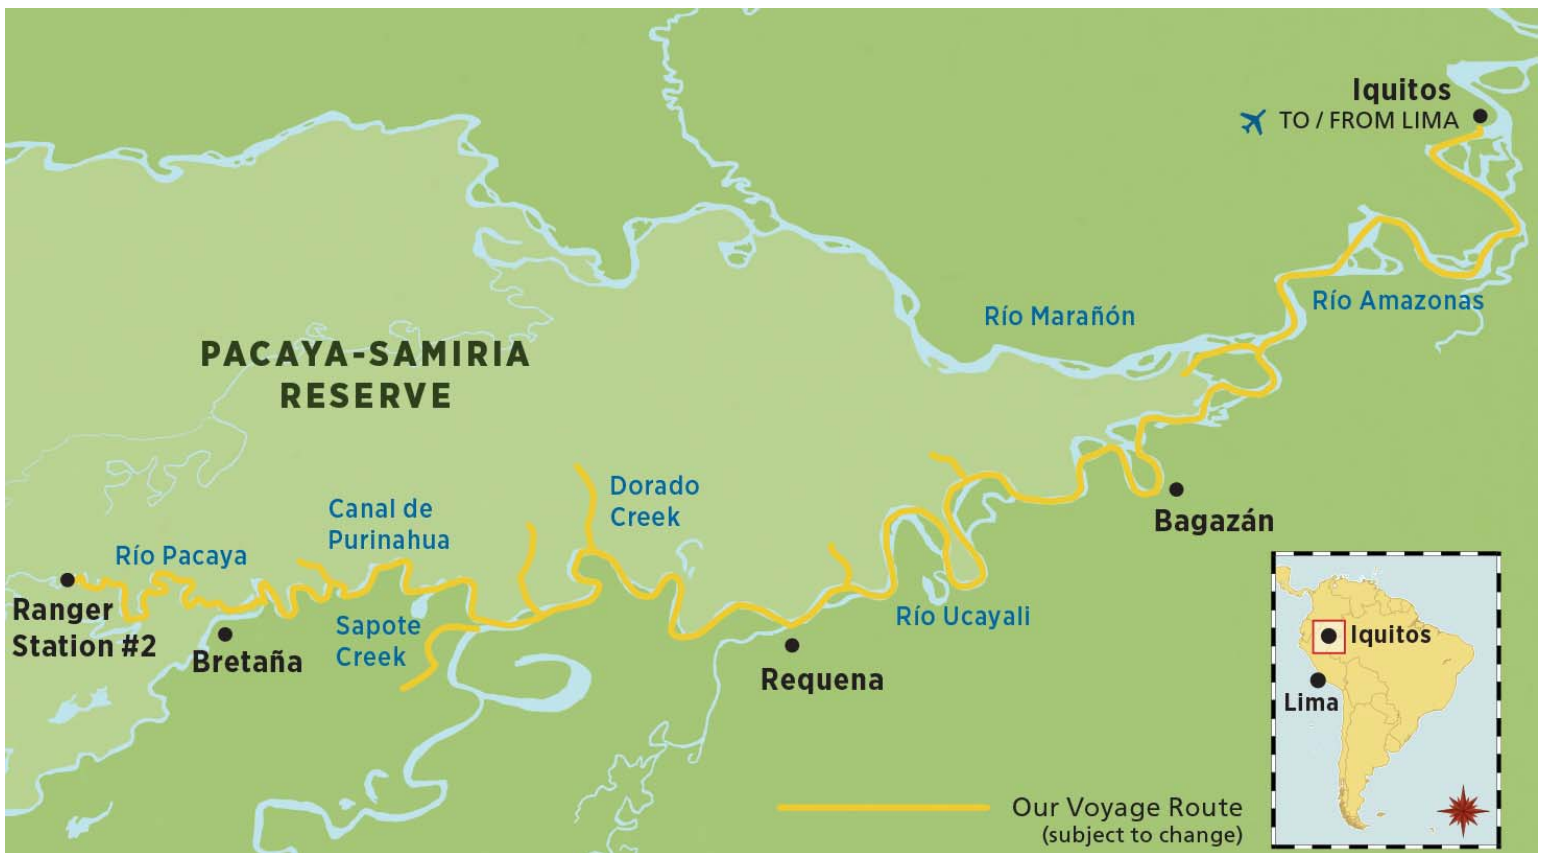 Iquitos
TO / FROM LIMA
Río Amazonas
Río Marañón
PACAYA-SAMIRIA
RESERVE
Dorado
Creek
Canal de
Purinahua
Río Pacaya
Bagazán
Ranger
Station #2
Sapote
Creek
Bretaña
Río Ucayali
Requena
Iquitos
Lima
Our Voyage Route
(subject to change)